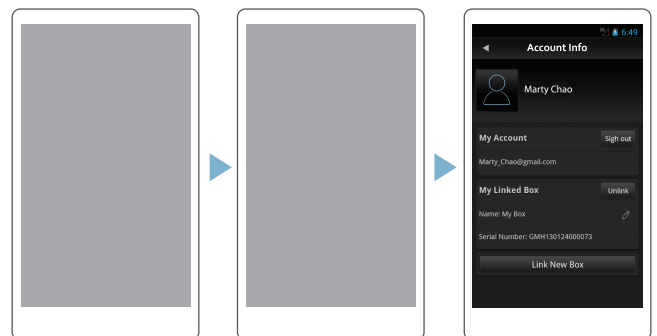 6:49
Account Info
Marty Chao
My Account Sigh out
Marty_Chao@gmail.com
My Linked Box Unlink
Name: My Box
Serial Number: GMH130124000073
Link New Box